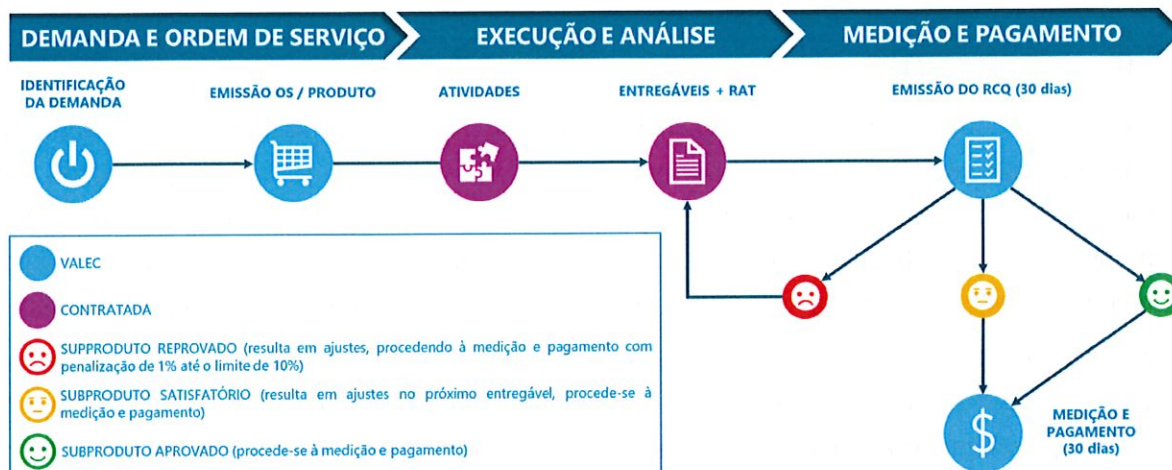 DEMANDA E ORDEM DE SERVIÇO
EXECUÇÃO E ANÁLISE
MEDIÇÃO E PAGAMENTO
IDENTIFICAÇÃO
DA DEMANDA
EMISSÃO OS / PRODUTO
ATIVIDADES
ENTREGÁVEIS + RAT
EMISSÃO DO RCQ (30 dias)
VALEC
CONTRATADA
SUPPRODUTO REPROVADO (resulta em ajustes, procedendo à medição e pagamento com
penalização de 1% até o limite de 10%)
SUBPRODUTO SATISFATÓRIO (resulta em ajustes no próximo entregável, procede-se à
medição e pagamento)
SUBPRODUTO APROVADO (procede-se à medição e pagamento)
$
MEDIÇÃO E
PAGAMENTO
(30 dias)